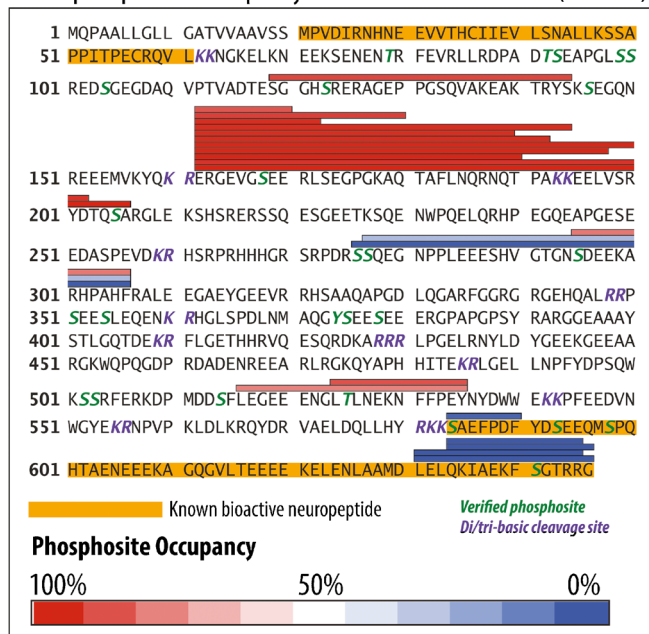 1 MQPAALLGLL GATVVAAVSS MPVDIRNHNE EVVTHCIIEV LSNALLKSSA
51 PPITPECRQV LKKNGKELKN EEKSENENTR FEVRLLRDPA DTSEAPGLSS
101 REDSGEGDAQ VPTVADTESG GHSRERAGEP PGSQVAKEAK TRYSKSEGQN
151 REEEMVKYQK RERGEVGSEE RLSEGPGKAQ TAFLNQRNQT PAKKEELVSR
201 YDTQSARGLE KSHSRERSSQ ESGEETKSQE NWPQELQRHP EGQEAPGESE
251 EDASPEVDKR HSRPRHHHGR SRPDRSSQEG NPPLEEESHV GTGNSDEEKA
301 RHPAHFRALE EGAEYGEEVR RHSAAQAPGD LQGARFGGRG RGEHQALRRP
351 SEESLEQENK RHGLSPDLNM AQGYSEESEE ERGPAPGPSY RARGGEAAAY
401 STLGQTDEKR FLGETHHRVQ ESQRDKARRR LPGELRNYLD YGEEKGEEAA
451 RGKWQPQGDP RDADENREEA RLRGKQYAPH HITEKRLGEL LNPFYDPSQW
501 KSSRFERKDP MDDSFLEGEE ENGLTLNEKN FFPEYNYDWW EKKPFEEDVN
551 WGYEKRNPVP KLDLKRQYDR VAELDQLLHY RKKSAEFPDF YDSEEQMSPQ
601 HTAENEEEKA GQGVLTEEEE KELENLAAMD LELQKIAEKF SGTRRG
Known bioactive neuropeptide
Verified phosphosite
Di/tri-basic cleavage site
Phosphosite Occupancy
100% 50% 0%